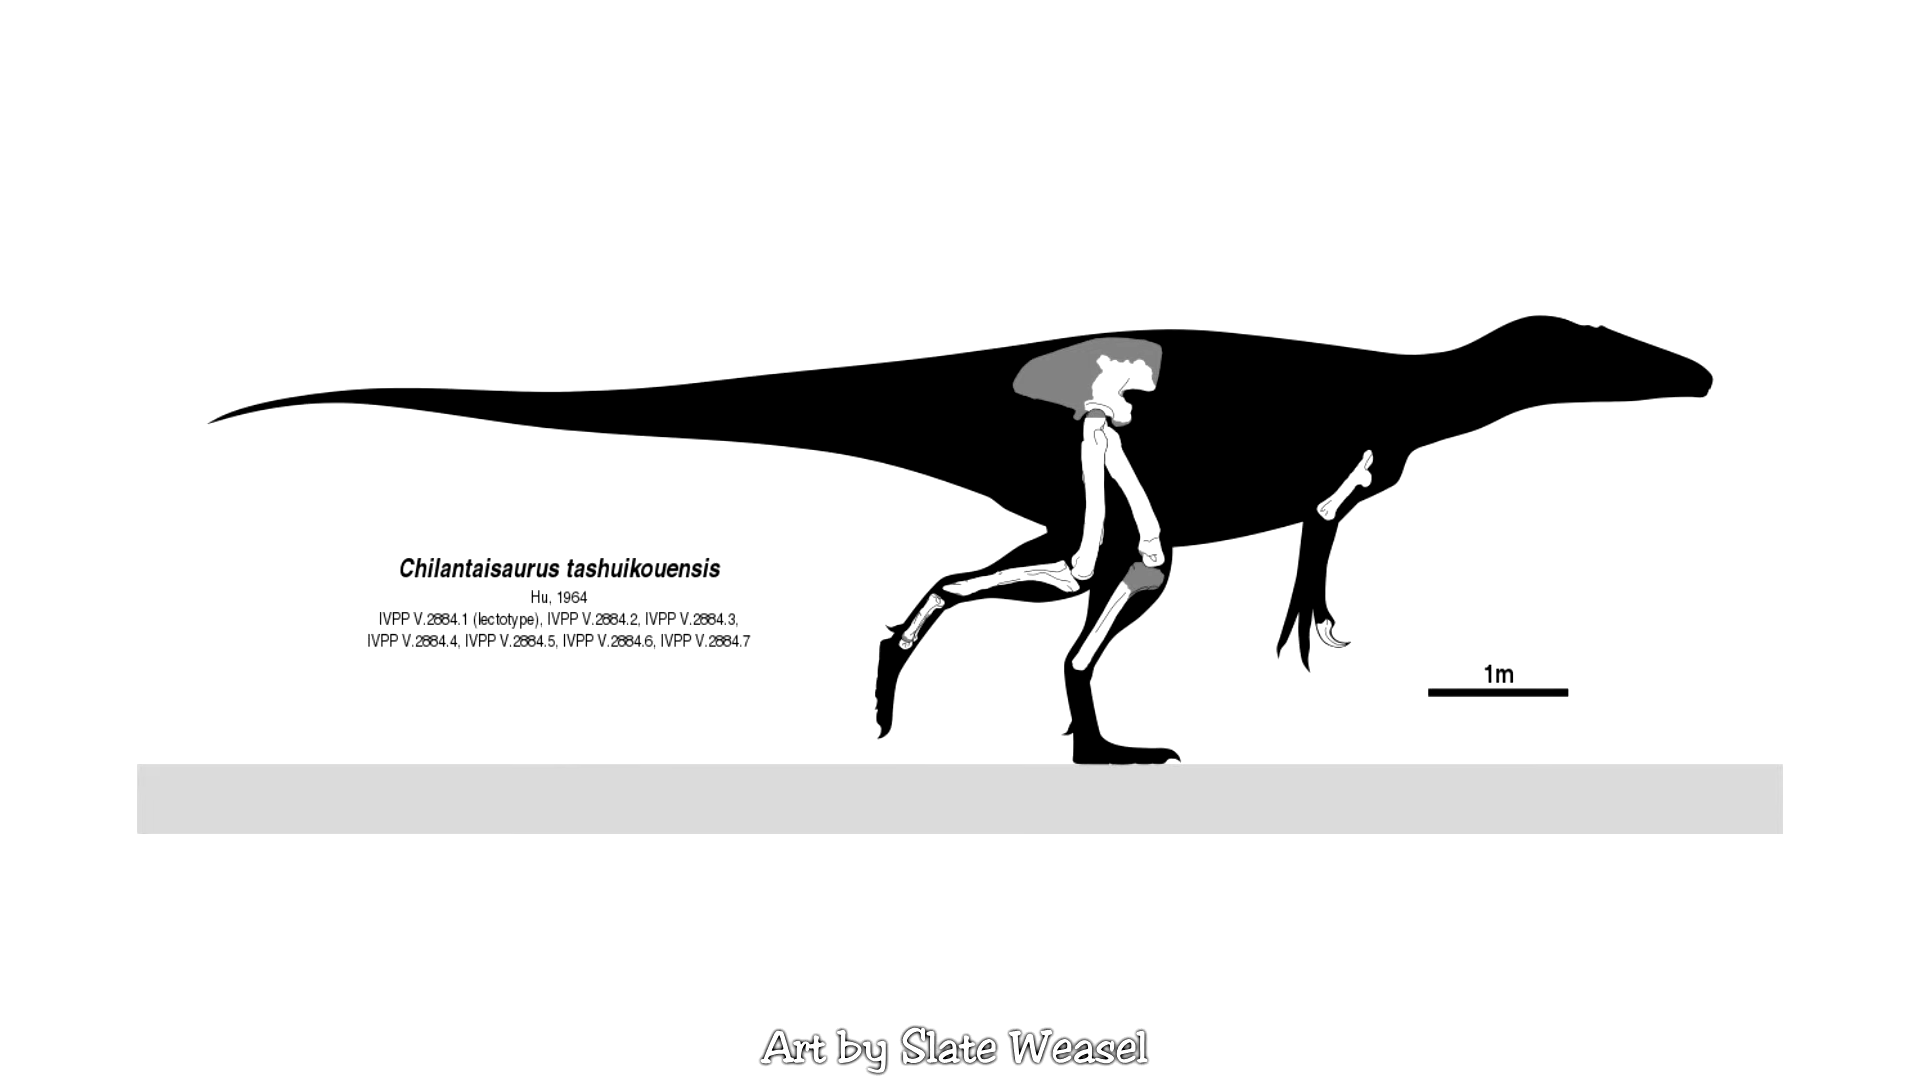 Chilantaisaurus tashuikouensis
Hu, 1964
IVPP V.2884.1 (lectotype), IVPP V.2884.2, IVPP V.2884.3,
IVPP V.2884.4, IVPP V.2884.5, IVPP V.2884.6, IVPP V.2884.7
1m
Art by Slate Weasel